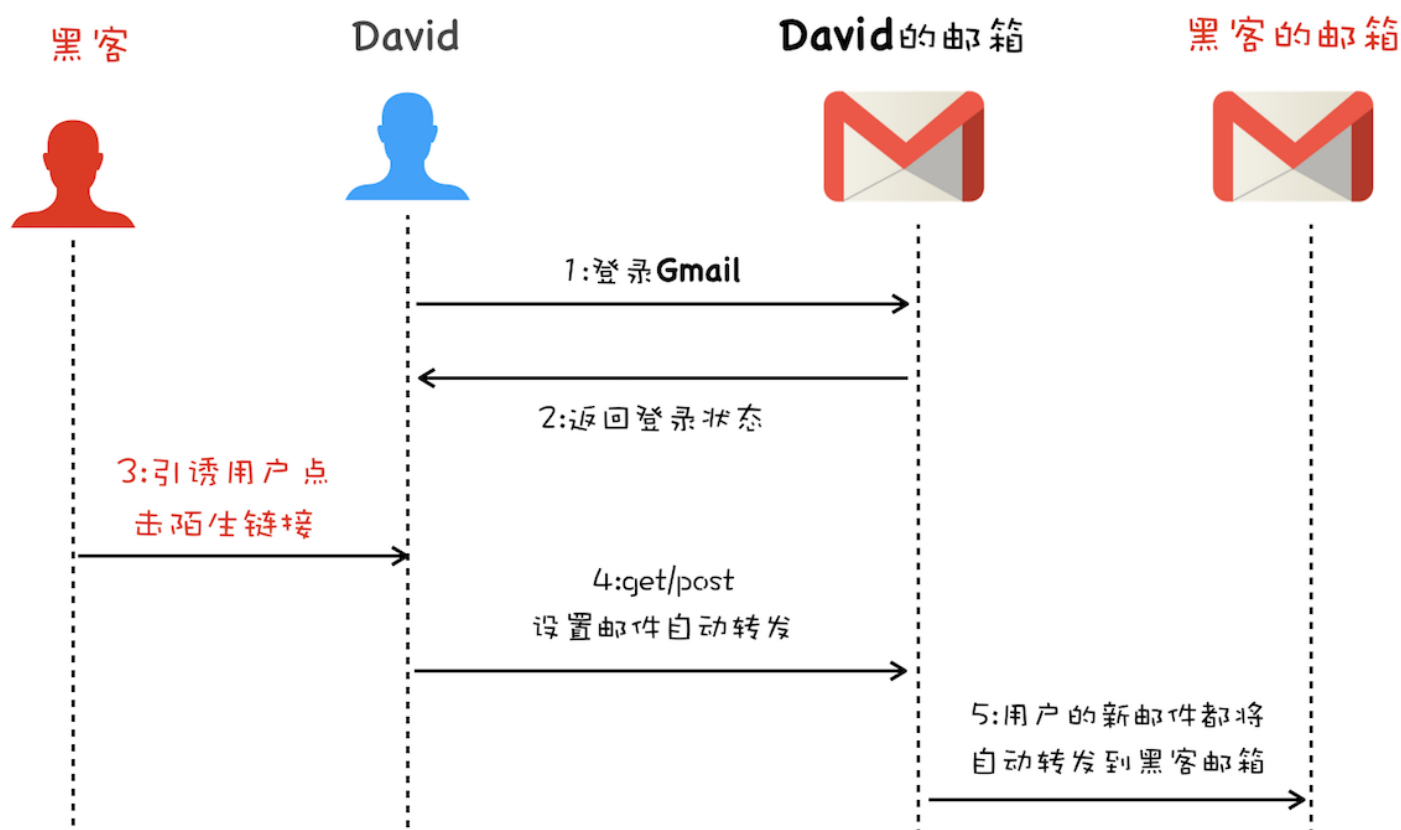 黑客
David
David的邮箱
黑客的邮箱
1:登录Gmail
2:返回登录状态
3:引诱用户点
击陌生链接
4:get/post
设置邮件自动转发
5:用户的新邮件都将
自动转发到黑客邮箱